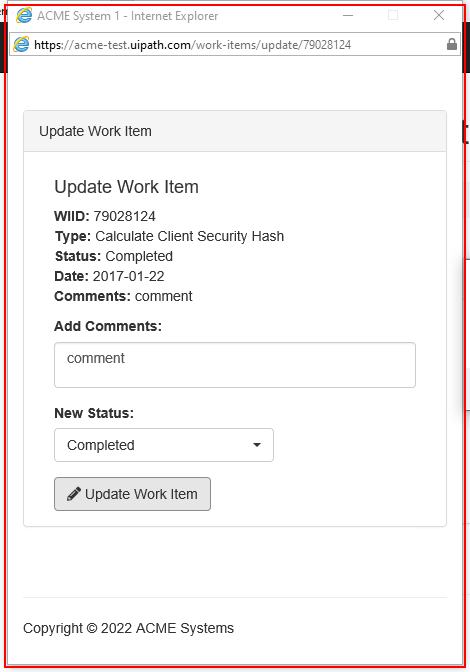 ACME System 1 - Internet Explorer
https://acme-test.uipath.com/work-items/update/79028124
Update Work Item
Update Work Item
WIID: 79028124
Type: Calculate Client Security Hash
Status: Completed
Date: 2017-01-22
Comments: comment
Add Comments:
comment
New Status:
Completed
Update Work Item
Copyright © 2022 ACME Systems